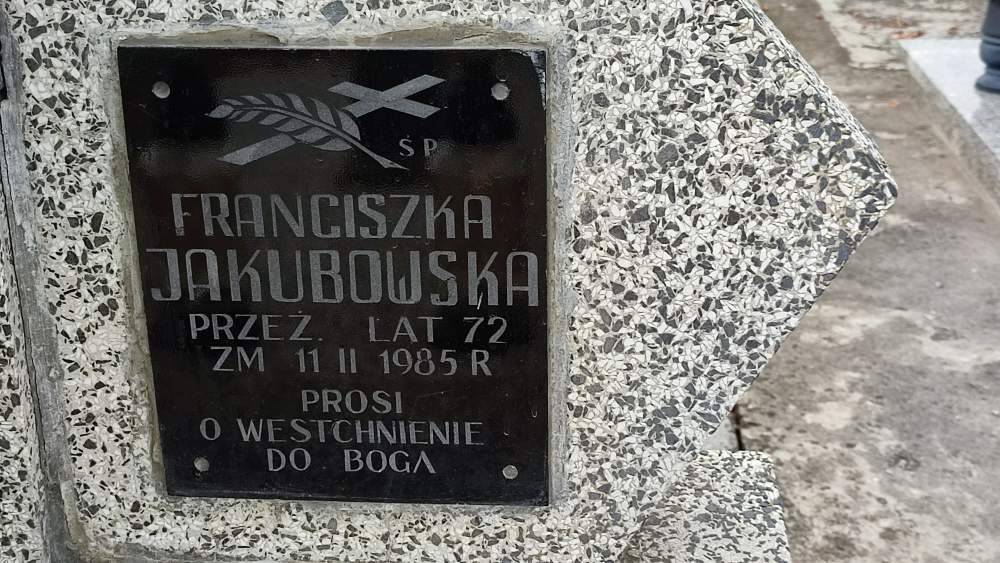 ŚP
FRANCISZKA
JAKUBOWSKA
PRZEŻ. LAT 72
ZM 11 II 1985 R
PROSI
O WESTCHNIENIE
DO BOGA